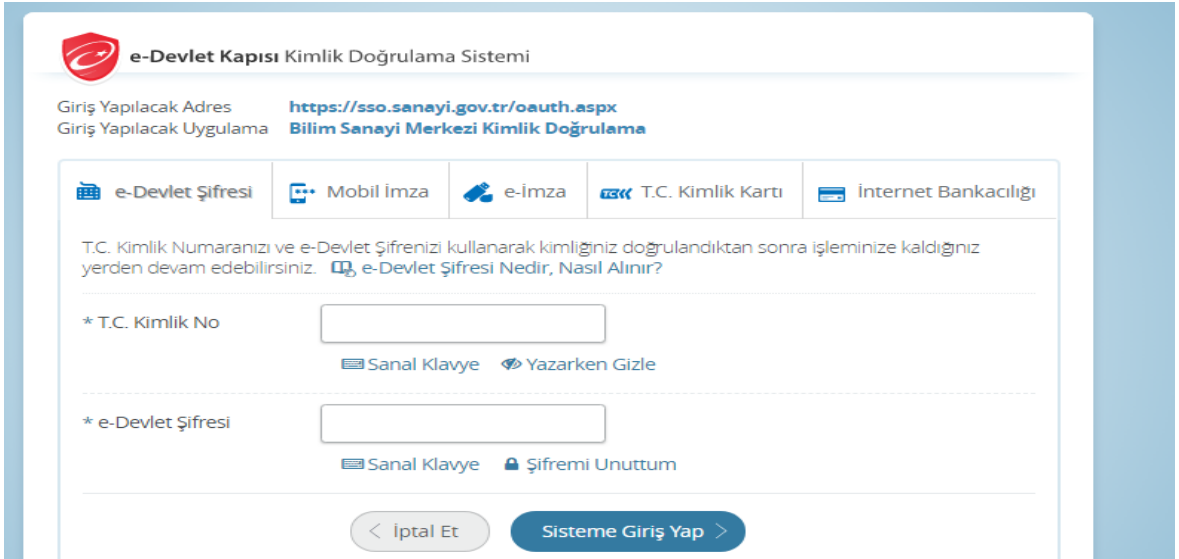 e-Devlet Kapısı Kimlik Doğrulama Sistemi
Giriş Yapılacak Adres https://sso.sanayi.gov.tr/oauth.aspx
Giriş Yapılacak Uygulama Bilim Sanayi Merkezi Kimlik Doğrulama
e-Devlet Şifresi Mobil İmza e-İmza T.C. Kimlik Kartı İnternet Bankacılığı
T.C. Kimlik Numaranızı ve e-Devlet Şifrenizi kullanarak kimliğiniz doğrulandıktan sonra işleminize kaldığınız
yerden devam edebilirsiniz. e-Devlet Şifresi Nedir, Nasıl Alınır?
* T.C. Kimlik No
Sanal Klavye Yazarken Gizle
* e-Devlet Şifresi
Sanal Klavye Şifremi Unuttum
< İptal Et Sisteme Giriş Yap >